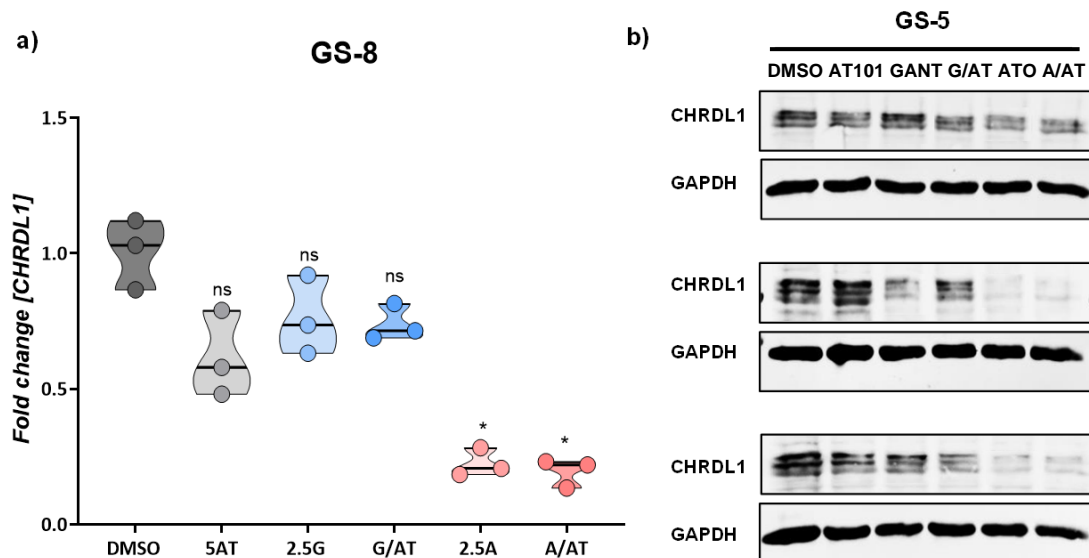 a)
GS-8
Fold change [CHRDL1]
1.5
1.0
0.5
0.0
ns
ns
ns
*
*
DMSO 5AT 2.5G G/AT 2.5A A/AT
b)
GS-5
DMSO AT101 GANT G/AT ATO A/AT
CHRDL1
GAPDH
CHRDL1
GAPDH
CHRDL1
GAPDH